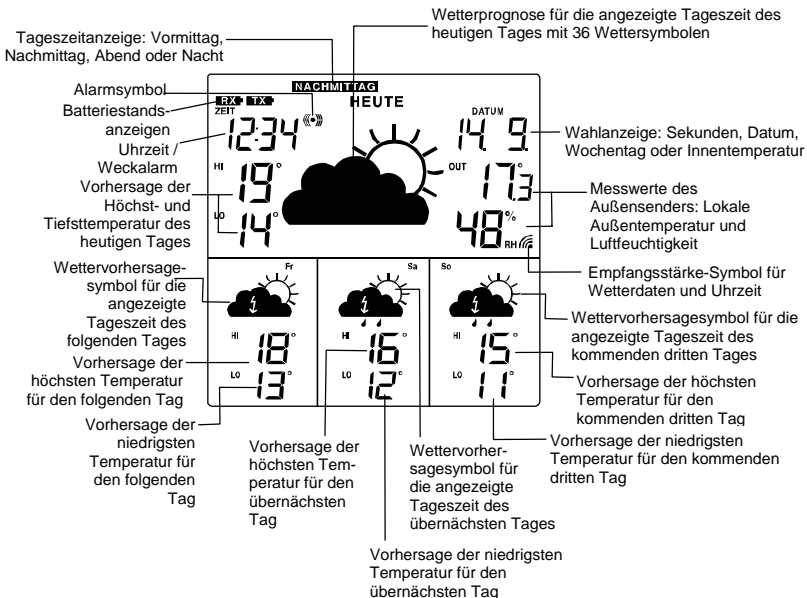 Wetterprognose für die angezeigte Tageszeit des
heutigen Tages mit 36 Wettersymbolen
Tageszeitanzeige: Vormittag,
Nachmittag, Abend oder Nacht
Alarmsymbol
Batteriestands-
anzeigen
Uhrzeit /
Weckalarm
Vorhersage der
Höchst- und
Tiefsttemperatur des
heutigen Tages
NACHMITTAG
HEUTE
RX TX
ZEIT
12:34
DATUM
14. 9.
HI
19°
LO
14°
OUT
17.3°
48%
RH
Wahlanzeige: Sekunden, Datum,
Wochentag oder Innentemperatur
Messwerte des
Außensenders: Lokale
Außentemperatur und
Luftfeuchtigkeit
Empfangsstärke-Symbol für
Wetterdaten und Uhrzeit
Wettervorhersage-
symbol für die
angezeigte
Tageszeit des
folgenden Tages
Vorhersage der
höchsten Temperatur
für den folgenden Tag
Vorhersage der
niedrigsten
Temperatur für
den folgenden
Tag
Fr
HI
18°
LO
13°
Sa
HI
16°
LO
12°
So
HI
15°
LO
11°
Wettervorhersagesymbol für die
angezeigte Tageszeit des
kommenden dritten Tages
Vorhersage der höchsten
Temperatur für den
kommenden dritten Tag
Vorhersage der niedrigsten
Temperatur für den kommenden
dritten Tag
Vorhersage der
höchsten Tem-
peratur für den
übernächsten
Tag
Wettervorher-
sagesymbol für
die angezeigte
Tageszeit des
übernächsten Tages
Vorhersage der niedrigsten
Temperatur für den
übernächsten Tag